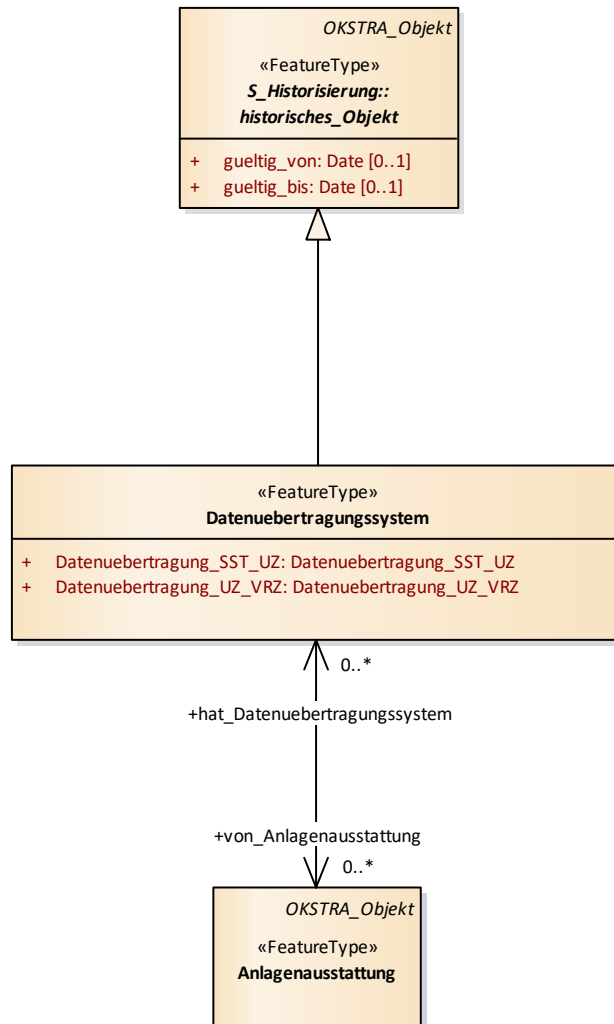 OKSTRA_Objekt
«FeatureType»
S_Historisierung::
historisches_Objekt
+ gueltig_von: Date [0..1]
+ gueltig_bis: Date [0..1]
«FeatureType»
Datenuebertragungssystem
+ Datenuebertragung_SST_UZ: Datenuebertragung_SST_UZ
+ Datenuebertragung_UZ_VRZ: Datenuebertragung_UZ_VRZ
0..*
+hat_Datenuebertragungssystem
+von_Anlagenausstattung
0..*
OKSTRA_Objekt
«FeatureType»
Anlagenausstattung